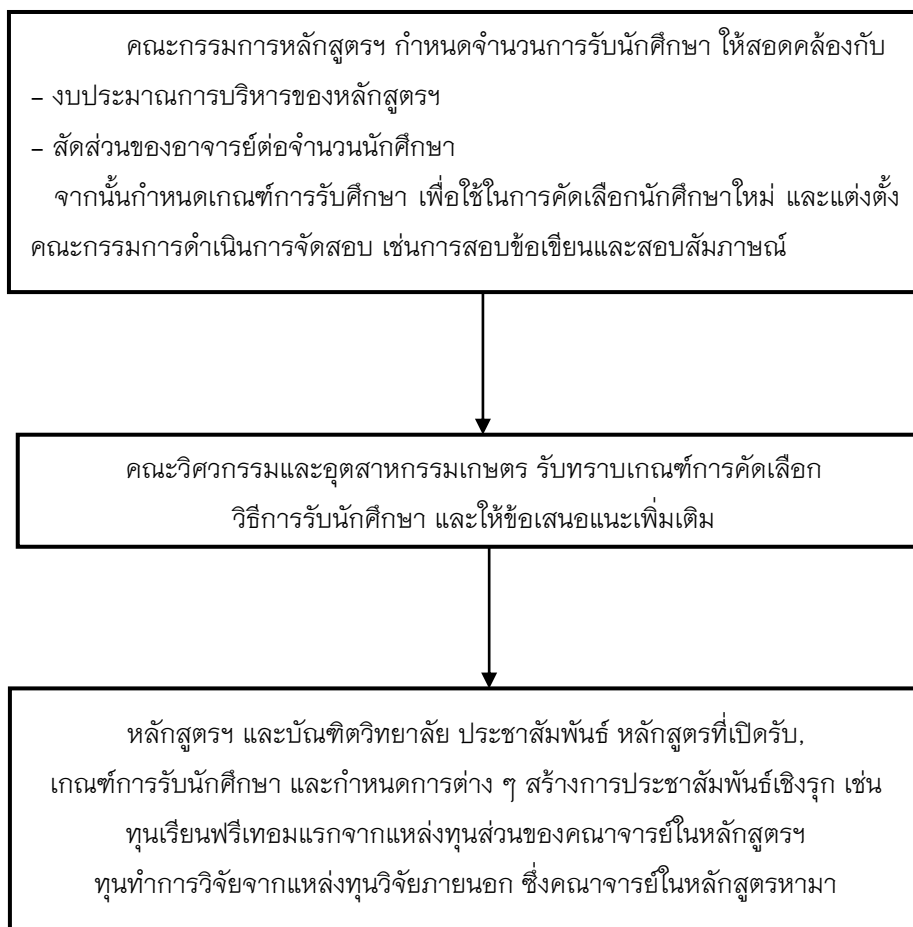 คณะกรรมการหลักสูตรฯ กำหนดจำนวนการรับนักศึกษา ให้สอดคล้องกับ
– งบประมาณการบริหารของหลักสูตรฯ
– สัดส่วนของอาจารย์ต่อจำนวนนักศึกษา
จากนั้นกำหนดเกณฑ์การรับศึกษา เพื่อใช้ในการคัดเลือกนักศึกษาใหม่ และแต่งตั้ง
คณะกรรมการดำเนินการจัดสอบ เช่นการสอบข้อเขียนและสอบสัมภาษณ์
คณะวิศวกรรมและอุตสาหกรรมเกษตร รับทราบเกณฑ์การคัดเลือก
วิธีการรับนักศึกษา และให้ข้อเสนอแนะเพิ่มเติม
หลักสูตรฯ และบัณฑิตวิทยาลัย ประชาสัมพันธ์ หลักสูตรที่เปิดรับ,
เกณฑ์การรับนักศึกษา และกำหนดการต่าง ๆ สร้างการประชาสัมพันธ์เชิงรุก เช่น
ทุนเรียนฟรีเทอมแรกจากแหล่งทุนส่วนของคณาจารย์ในหลักสูตรฯ
ทุนทำการวิจัยจากแหล่งทุนวิจัยภายนอก ซึ่งคณาจารย์ในหลักสูตรหามา